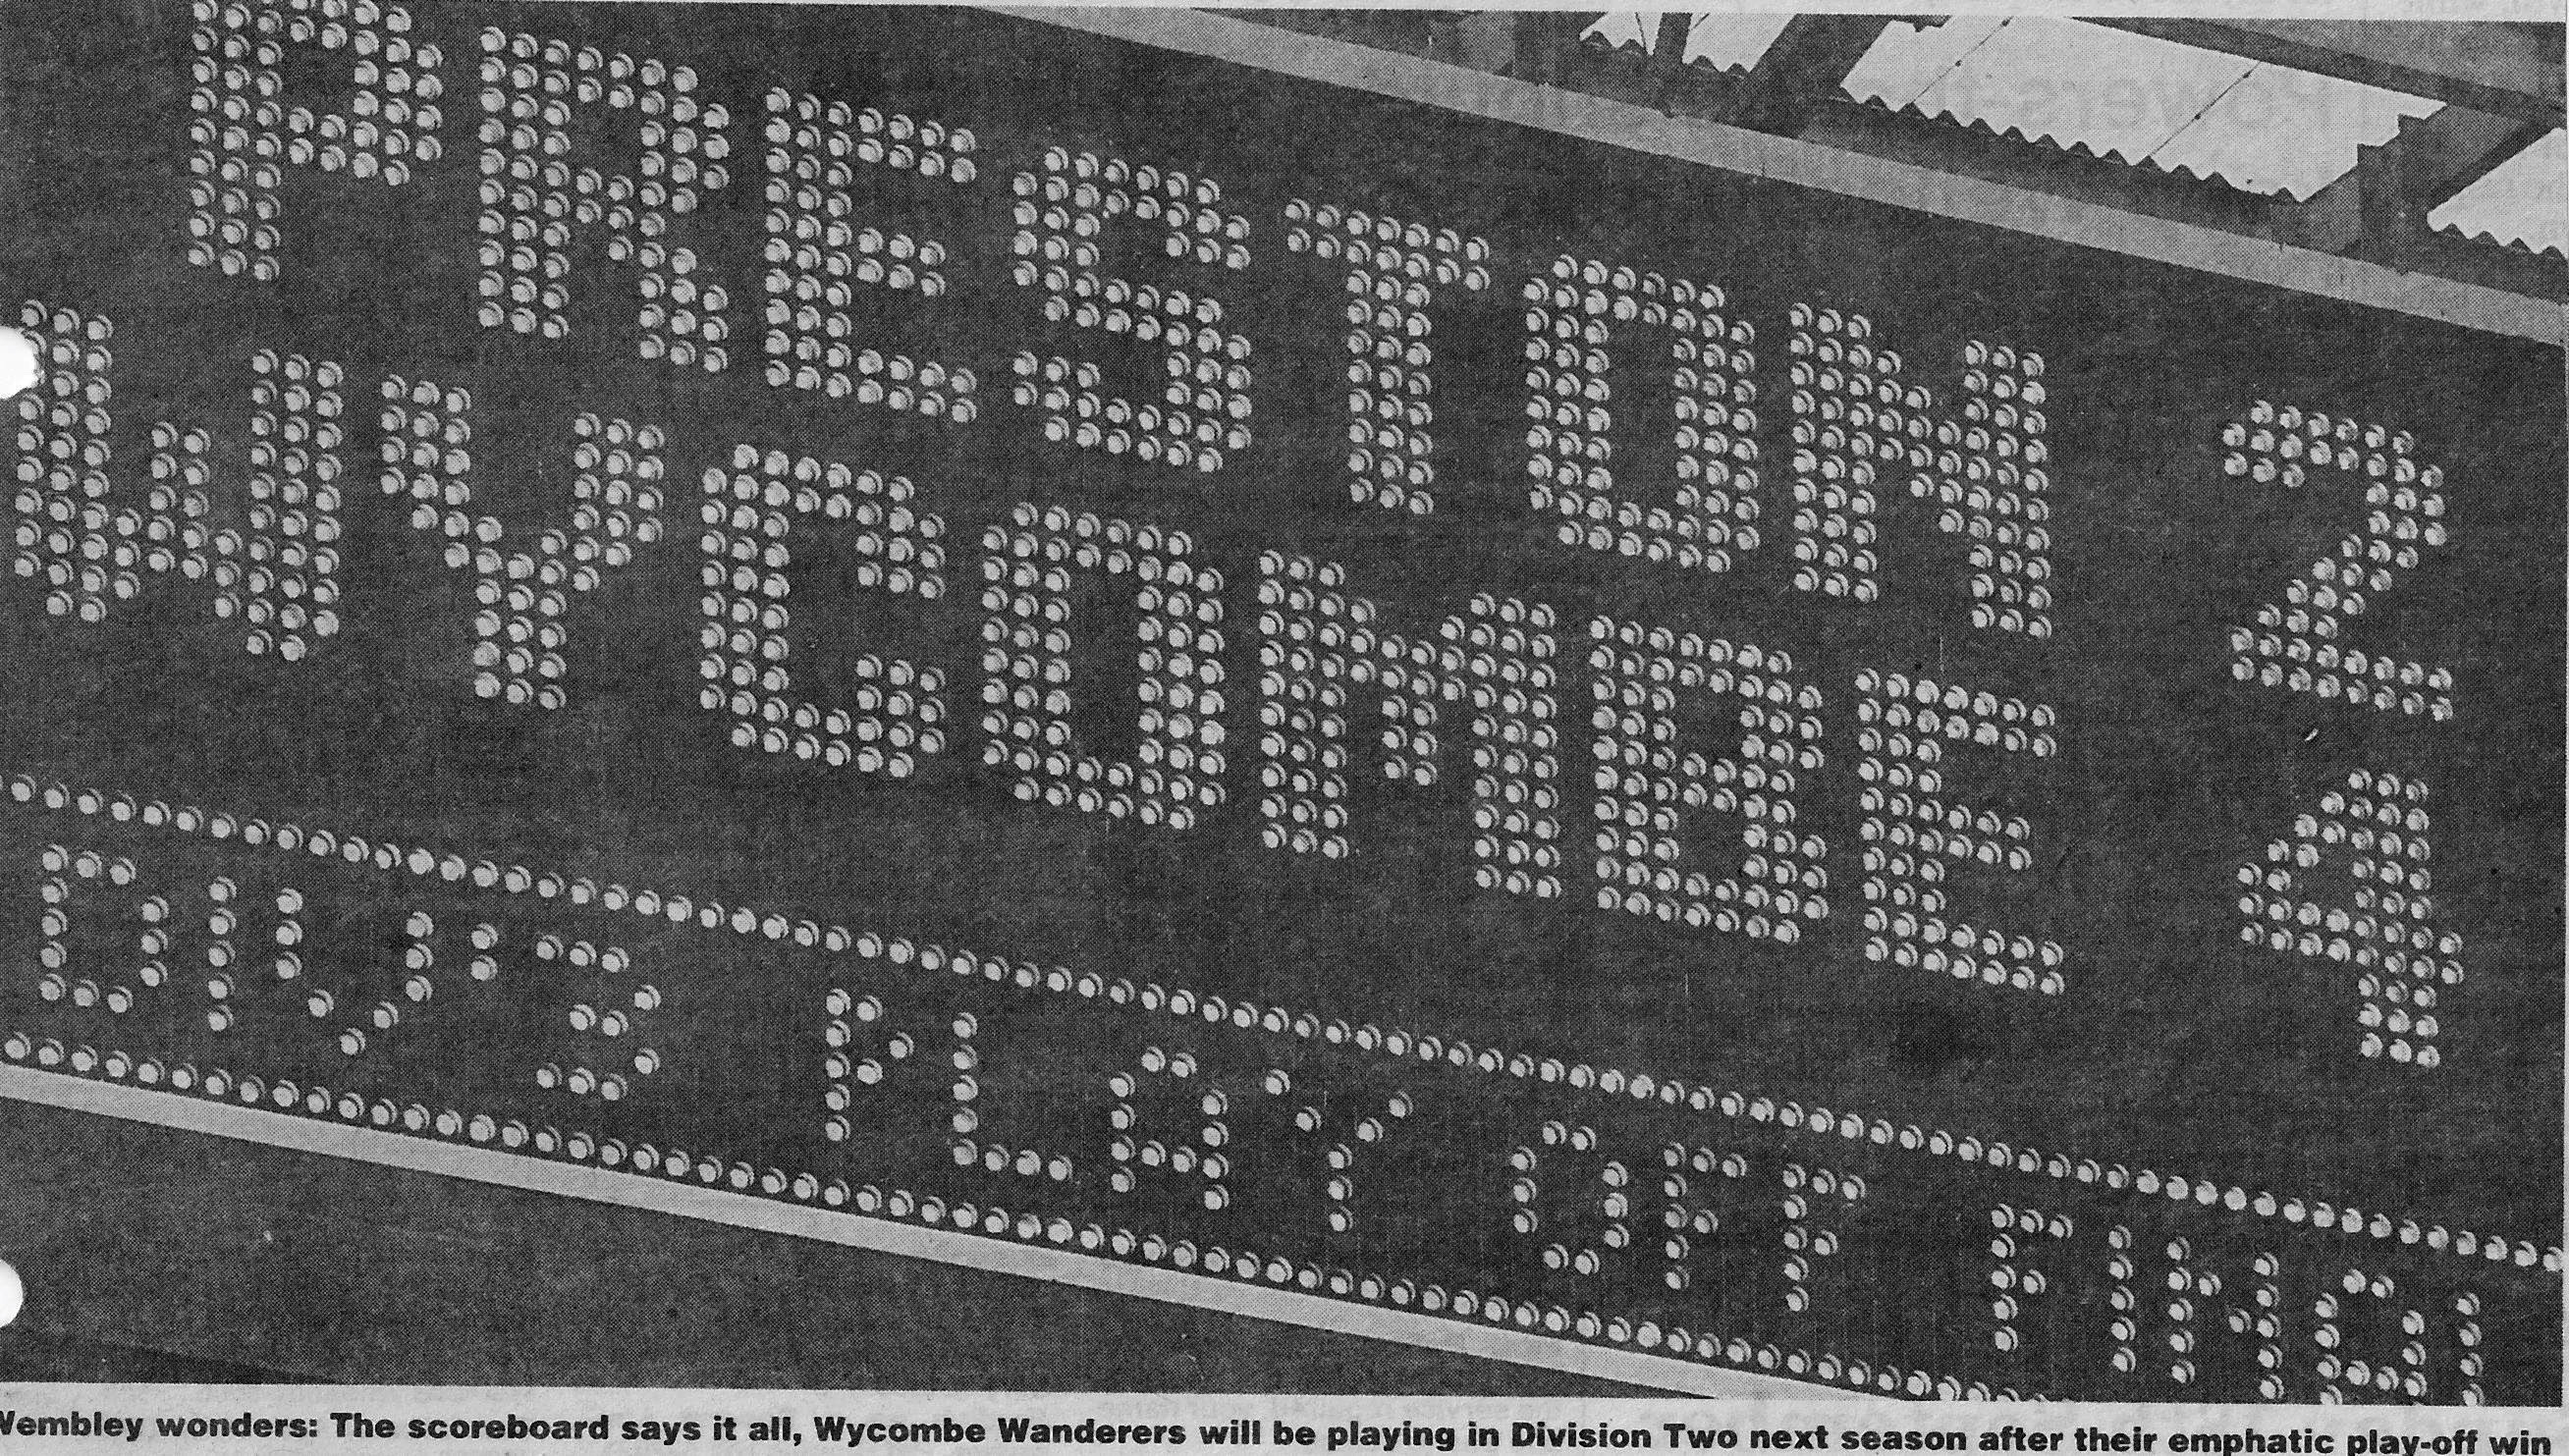 PRESTON 2
WYCOMBE 4
DIV'3 PLAY OFF FINAL
Wembley wonders: The scoreboard says it all, Wycombe Wanderers will be playing in Division Two next season after their emphatic play-off win